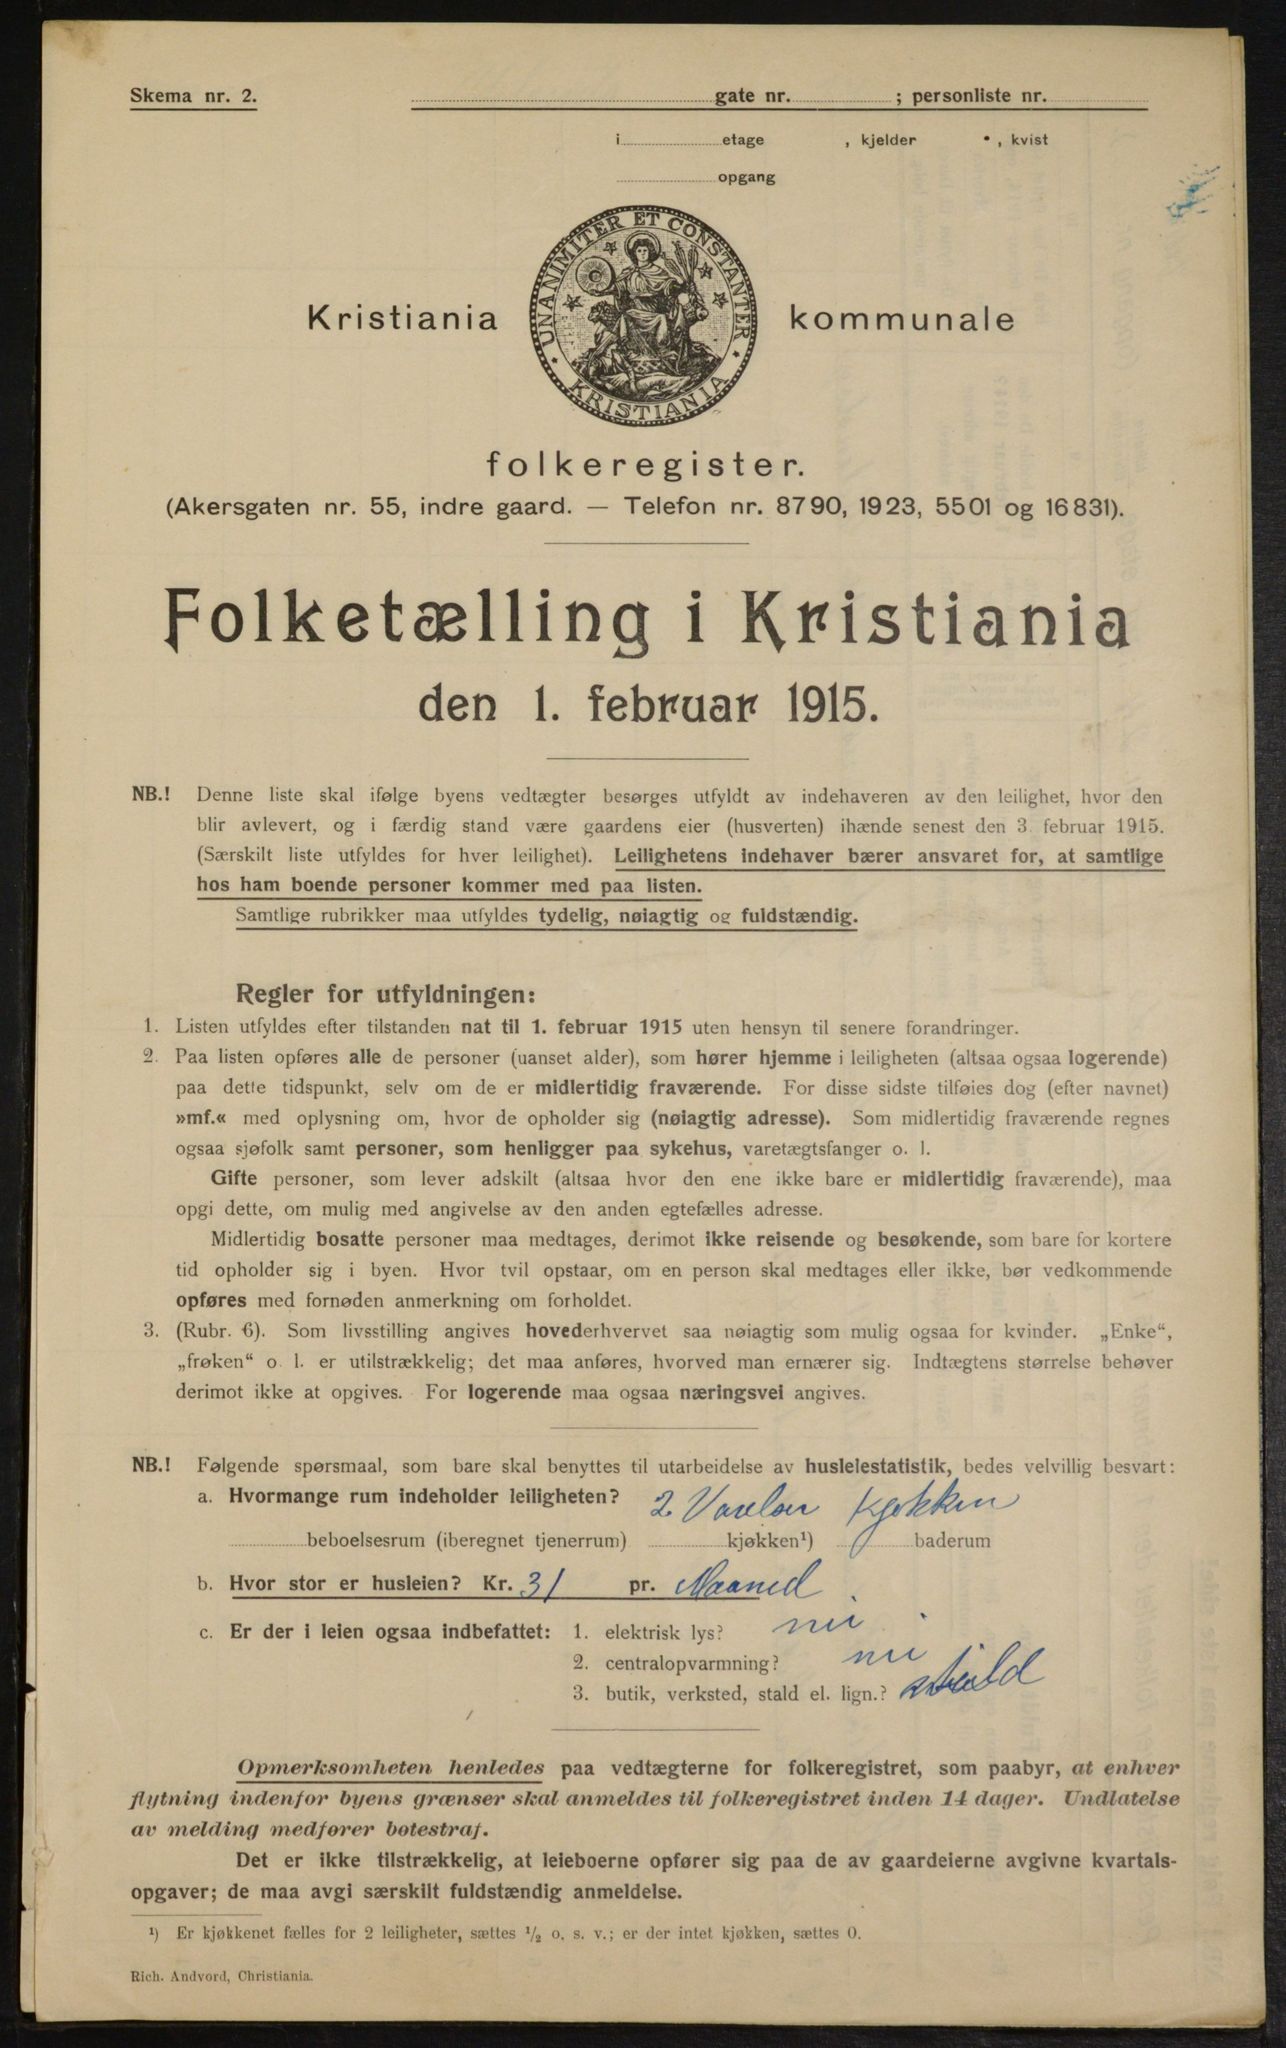 Skema nr. 2.
gate nr. ; personliste nr.
i etage , kjelder , kvist
opgang
UNANIMITER ET CONSTANTER
KRISTIANIA
Kristiania kommunale
folkeregister.
(Akersgaten nr. 55, indre gaard. — Telefon nr. 8790, 1923, 5501 og 16831).
Folketælling i Kristiania
den 1. februar 1915.
NB.! Denne liste skal ifølge byens vedtægter besørges utfyldt av indehaveren av den leilighet, hvor den
blir avlevert, og i færdig stand være gaardens eier (husverten) ihænde senest den 3. februar 1915.
(Særskilt liste utfyldes for hver leilighet). Leilighetens indehaver bærer ansvaret for, at samtlige
hos ham boende personer kommer med paa listen.
Samtlige rubrikker maa utfyldes tydelig, nøiagtig og fuldstændig.
Regler for utfyldningen:
1. Listen utfyldes efter tilstanden nat til 1. februar 1915 uten hensyn til senere forandringer.
2. Paa listen opføres alle de personer (uanset alder), som hører hjemme i leiligheten (altsaa ogsaa logerende)
paa dette tidspunkt, selv om de er midlertidig fraværende. For disse sidste tilføies dog (efter navnet)
»mf.« med oplysning om, hvor de opholder sig (nøiagtig adresse). Som midlertidig fraværende regnes
ogsaa sjøfolk samt personer, som henligger paa sykehus, varetægtsfanger o. l.
Gifte personer, som lever adskilt (altsaa hvor den ene ikke bare er midlertidig fraværende), maa
opgi dette, om mulig med angivelse av den anden egtefælles adresse.
Midlertidig bosatte personer maa medtages, derimot ikke reisende og besøkende, som bare for kortere
tid opholder sig i byen. Hvor tvil opstaar, om en person skal medtages eller ikke, bør vedkommende
opføres med fornøden anmerkning om forholdet.
3. (Rubr. 6). Som livsstilling angives hovederhvervet saa nøiagtig som mulig ogsaa for kvinder. „Enke“,
„frøken“ o. l. er utilstrækkelig; det maa anføres, hvorved man ernærer sig. Indtægtens størrelse behøver
derimot ikke at opgives. For logerende maa ogsaa næringsvei angives.
NB.! Følgende spørsmaal, som bare skal benyttes til utarbeidelse av husleiestatistik, bedes velvillig besvart:
a. Hvormange rum indeholder leiligheten? 2 Kjøkken
beboelsesrum (iberegnet tjenerrum) kjøkken¹) baderum
b. Hvor stor er husleien? Kr. 31 pr. Maaned
c. Er der i leien ogsaa indbefattet: 1. elektrisk lys? nei
2. centralopvarmning? nei
3. butik, verksted, stald el. lign.? stald
Opmerksomheten henledes paa vedtægterne for folkeregistret, som paabyr, at enhver
flytning indenfor byens grænser skal anmeldes til folkeregistret inden 14 dager. Undlatelse
av melding medfører bøtestraf.
Det er ikke tilstrækkelig, at leieboerne opfører sig paa de av gaardeierne avgivne kvartals-
opgaver; de maa avgi særskilt fuldstændig anmeldelse.
¹) Er kjøkkenet fælles for 2 leiligheter, sættes ½ o. s. v.; er der intet kjøkken, sættes 0.
Rich. Andvord, Christiania.